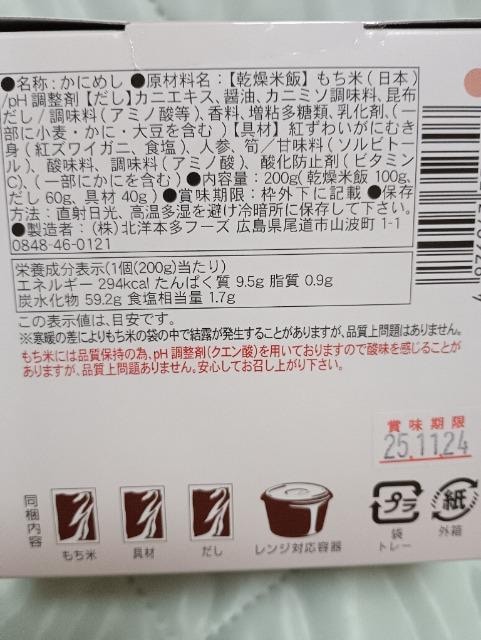 ●名称:かにめし ●原材料名:【乾燥米飯】もち米(日本)
/pH調整剤【だし】カニエキス、醤油、カニミソ調味料、昆布
だし/調味料(アミノ酸等)、香料、増粘多糖類、乳化剤、(一
部に小麦・かに・大豆を含む)【具材】紅ずわいがにむき
身(紅ズワイガニ、食塩)、人参、筍/甘味料(ソルビトー
ル)、酸味料、調味料(アミノ酸)、酸化防止剤(ビタミン
C)、(一部にかにを含む)●内容量:200g(乾燥米飯 100g、
だし 60g、具材 40g)●賞味期限:枠外下に記載 ●保存
方法:直射日光、高温多湿を避け冷暗所に保存して下さい。
●製造者:(株)北洋本多フーズ 広島県尾道市山波町 1-1
0848-46-0121
栄養成分表示(1個(200g)当たり)
エネルギー 294kcal たんぱく質 9.5g 脂質 0.9g
炭水化物 59.2g 食塩相当量 1.7g
この表示値は、目安です。
※寒暖の差によりもち米の袋の中で結露が発生することがありますが、品質上問題はありません。
もち米には品質保持の為、pH調整剤(クエン酸)を用いておりますので酸味を感じることが
ありますが、品質上問題ありません。安心してお召し上がり下さい。
賞味期限
25.11.24
同梱内容
もち米
具材
だし
レンジ対応容器
プラ
袋
トレー
紙
外箱